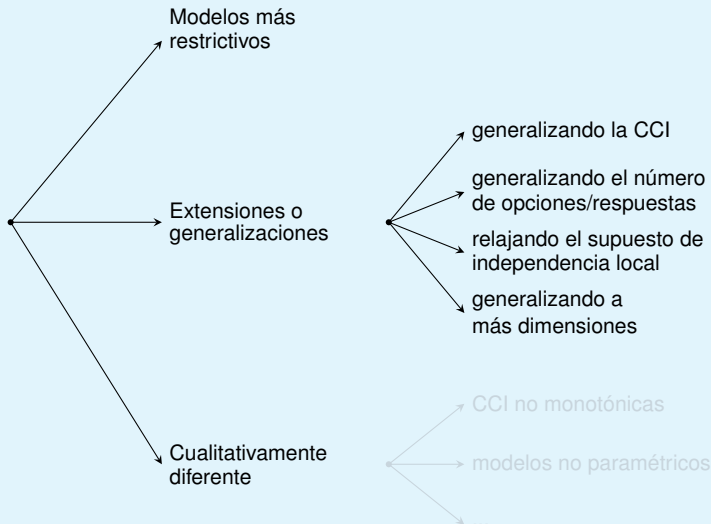 Modelos más
restrictivos
generalizando la CCI
generalizando el número
de opciones/respuestas
Extensiones o
generalizaciones
relajando el supuesto de
independencia local
generalizando a
más dimensiones
CCI no monotónicas
Cualitativamente
diferente
modelos no paramétricos